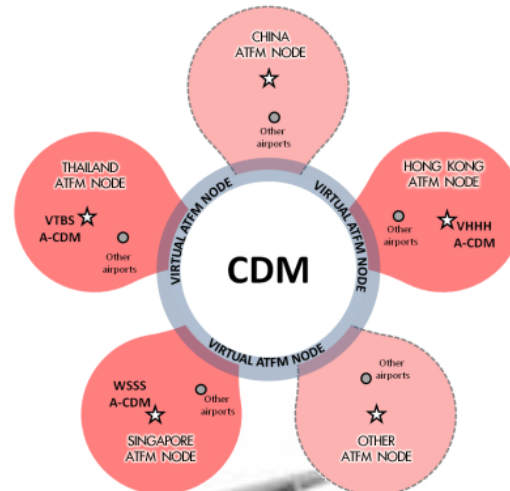 CHINA
ATFM NODE
Other
airports
THAILAND
ATFM NODE
VTBS
A-CDM
Other
airports
HONG KONG
ATFM NODE
Other
airports
VHHH
A-CDM
VIRTUAL ATFM NODE
VIRTUAL ATFM NODE
CDM
VIRTUAL ATFM NODE
WSSS
A-CDM
Other
airports
SINGAPORE
ATFM NODE
Other
airports
OTHER
ATFM NODE